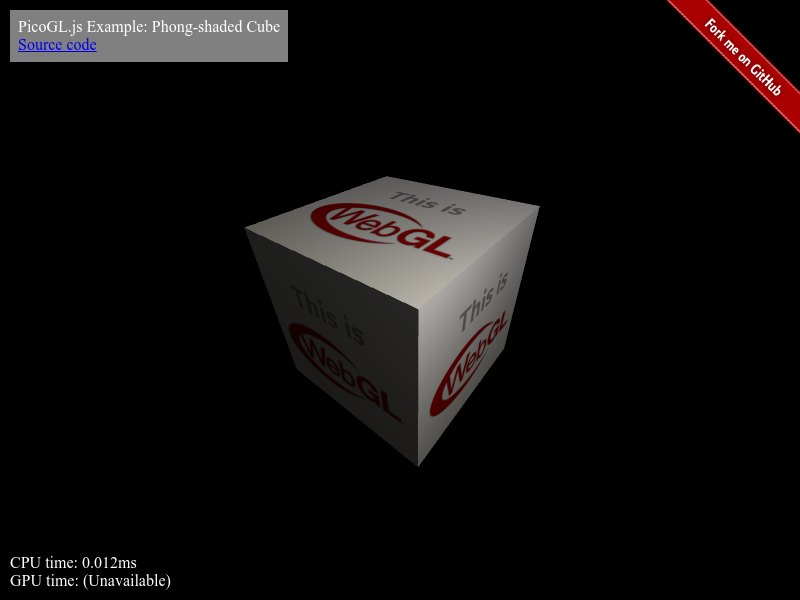 PicoGL.js Example: Phong-shaded Cube
Source code
Fork me on GitHub
This is
WebGL
This is
WebGL
This is
WebGL
CPU time: 0.012ms
GPU time: (Unavailable)